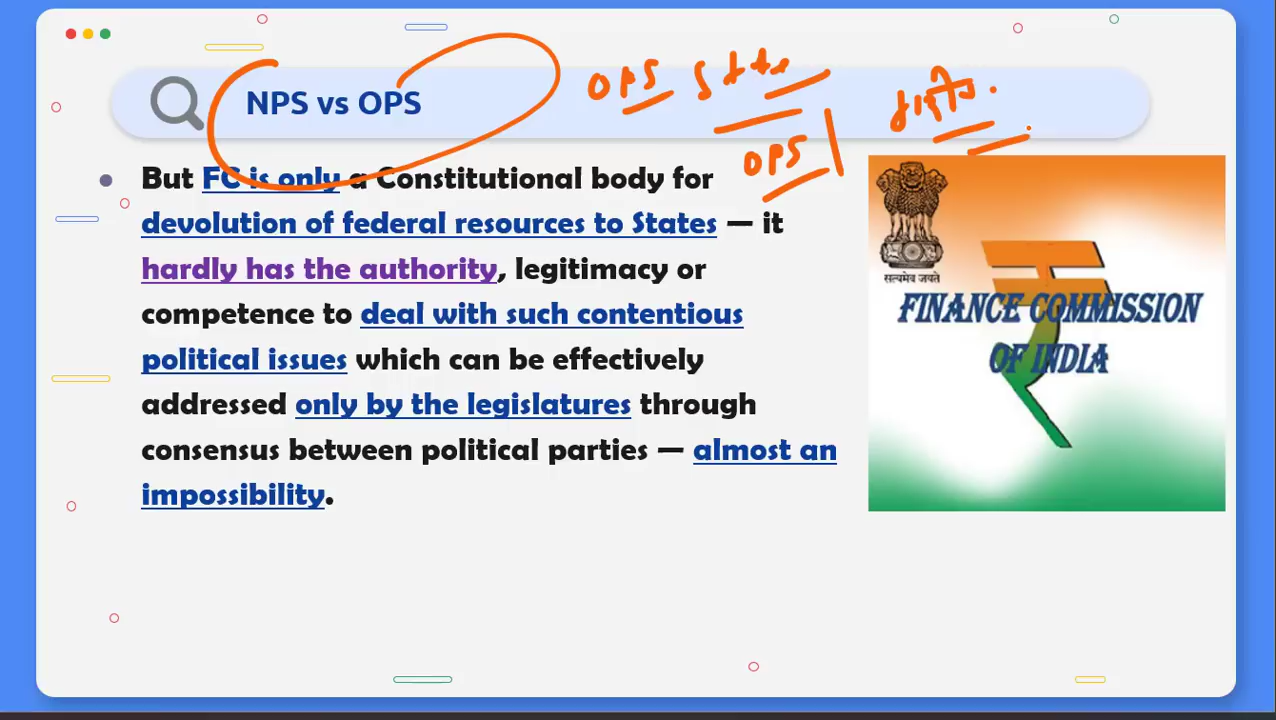 OPS State
NPS vs OPS
OPS
But FC is only a Constitutional body for
devolution of federal resources to States — it
hardly has the authority, legitimacy or
competence to deal with such contentious
political issues which can be effectively
addressed only by the legislatures through
consensus between political parties — almost an
impossibility.
सत्यमेव जयते
FINANCE COMMISSION
OF INDIA